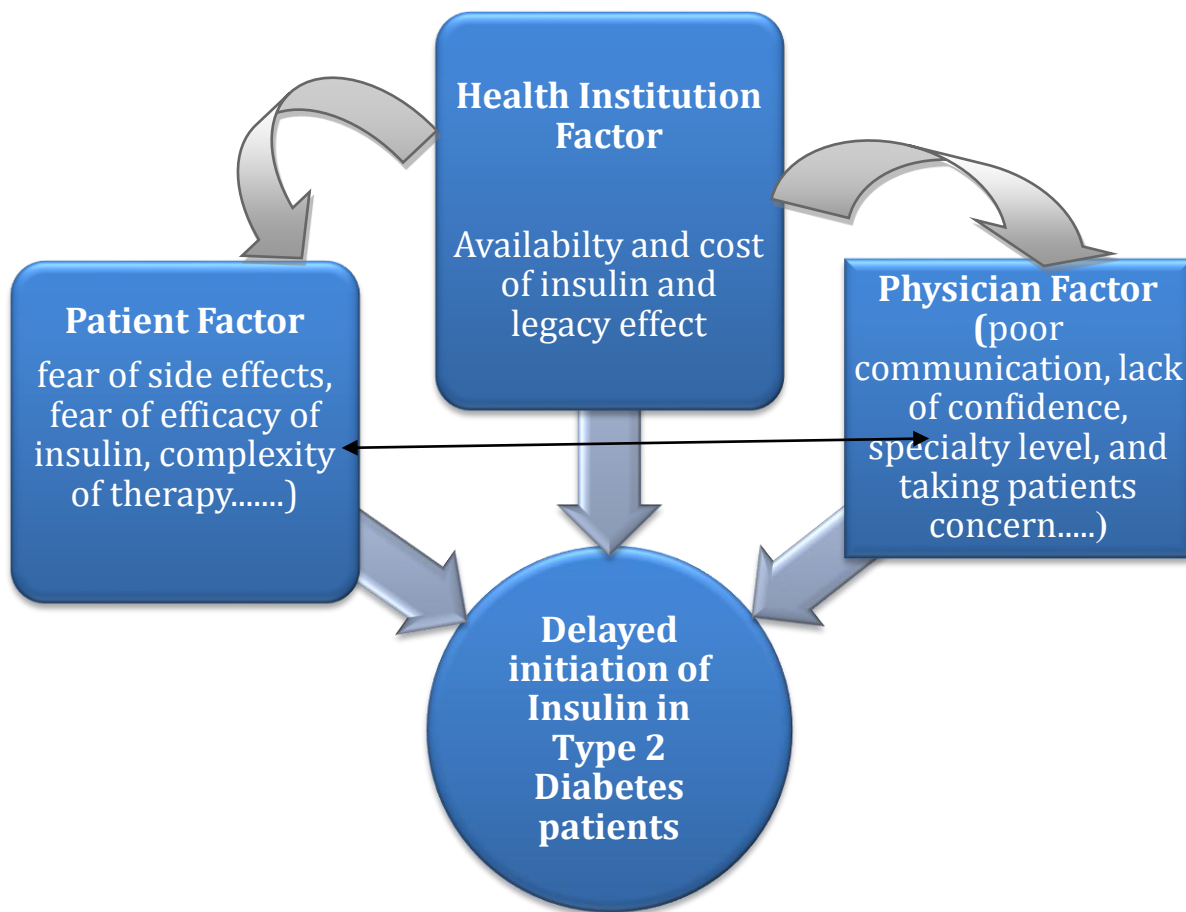 Health Institution
Factor
Availabilty and cost
of insulin and
legacy effect
Patient Factor
fear of side effects,
fear of efficacy of
insulin, complexity
of therapy.......)
Physician Factor
(poor
communication, lack
of confidence,
specialty level, and
taking patients
concern.....)
Delayed
initiation of
Insulin in
Type 2
Diabetes
patients